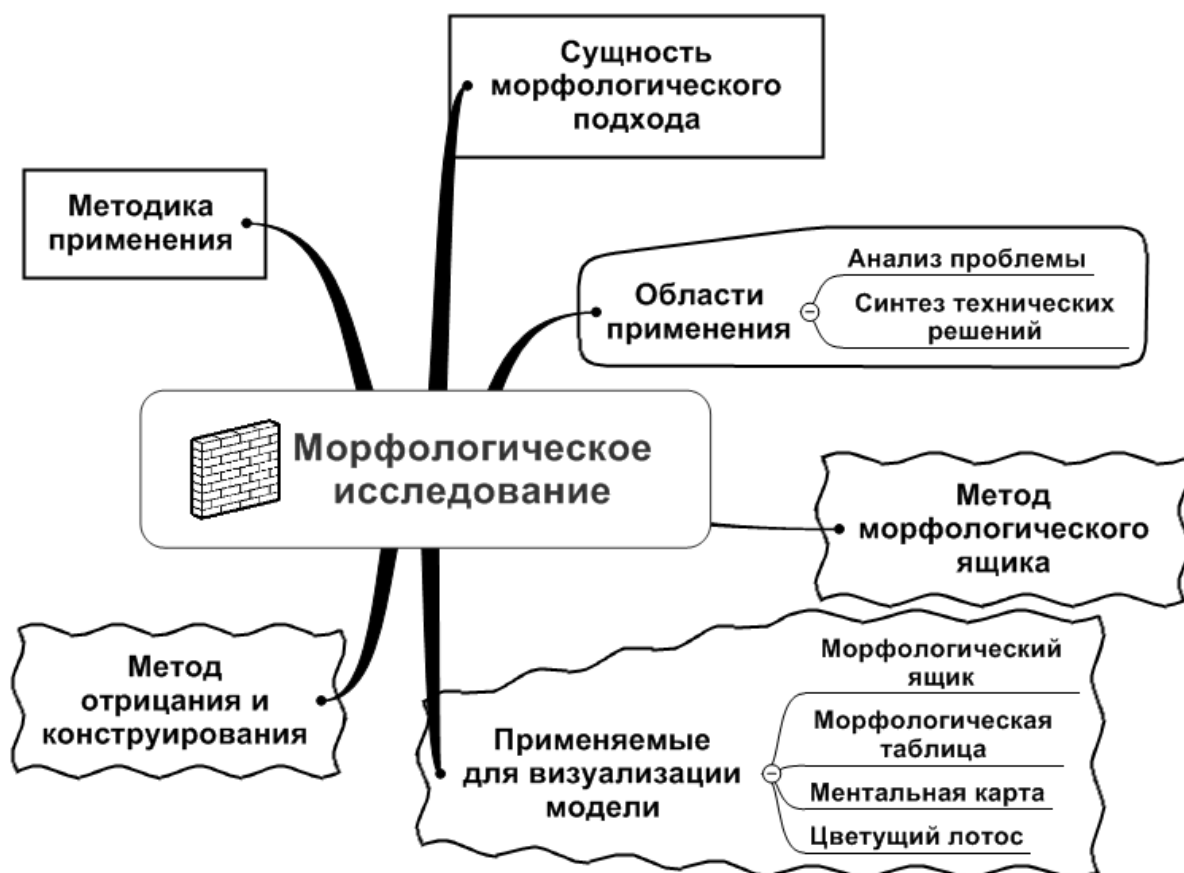 Сущность
морфологического
подхода
Методика
применения
Области
применения
Анализ проблемы
Синтез технических
решений
Морфологическое
исследование
Метод
морфологического
ящика
Метод
отрицания и
конструирования
Применяемые
для визуализации
модели
Морфологический
ящик
Морфологическая
таблица
Ментальная карта
Цветущий лотос